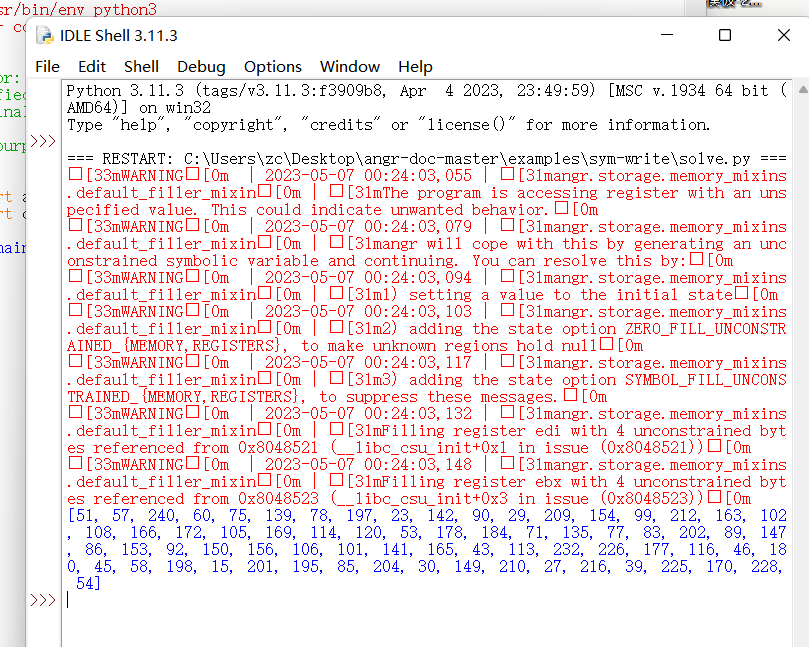 sr/bin/env python3
IDLE Shell 3.11.3
File Edit Shell Debug Options Window Help
Python 3.11.3 (tags/v3.11.3:f3909b8, Apr  4 2023, 23:49:59) [MSC v.1934 64 bit (
AMD64)] on win32
Type "help", "copyright", "credits" or "license()" for more information.
>>>
=== RESTART: C:\Users\zc\Desktop\angr-doc-master\examples\sym-write\solve.py ===
□[33mWARNING□[0m  | 2023-05-07 00:24:03,055 | □[31mangr.storage.memory_mixins
.default_filler_mixin□[0m | □[31mThe program is accessing register with an uns
pecified value. This could indicate unwanted behavior.□[0m
□[33mWARNING□[0m  | 2023-05-07 00:24:03,079 | □[31mangr.storage.memory_mixins
.default_filler_mixin□[0m | □[31mangr will cope with this by generating an unc
onstrained symbolic variable and continuing. You can resolve this by:□[0m
□[33mWARNING□[0m  | 2023-05-07 00:24:03,094 | □[31mangr.storage.memory_mixins
.default_filler_mixin□[0m | □[31m1) setting a value to the initial state□[0m
□[33mWARNING□[0m  | 2023-05-07 00:24:03,103 | □[31mangr.storage.memory_mixins
.default_filler_mixin□[0m | □[31m2) adding the state option ZERO_FILL_UNCONSTR
AINED_{MEMORY,REGISTERS}, to make unknown regions hold null□[0m
□[33mWARNING□[0m  | 2023-05-07 00:24:03,117 | □[31mangr.storage.memory_mixins
.default_filler_mixin□[0m | □[31m3) adding the state option SYMBOL_FILL_UNCONS
TRAINED_{MEMORY,REGISTERS}, to suppress these messages.□[0m
□[33mWARNING□[0m  | 2023-05-07 00:24:03,132 | □[31mangr.storage.memory_mixins
.default_filler_mixin□[0m | □[31mFilling register edi with 4 unconstrained byt
es referenced from 0x8048521 (__libc_csu_init+0x1 in issue (0x8048521))□[0m
□[33mWARNING□[0m  | 2023-05-07 00:24:03,148 | □[31mangr.storage.memory_mixins
.default_filler_mixin□[0m | □[31mFilling register ebx with 4 unconstrained byt
es referenced from 0x8048523 (__libc_csu_init+0x3 in issue (0x8048523))□[0m
[51, 57, 240, 60, 75, 139, 78, 197, 23, 142, 90, 29, 209, 154, 99, 212, 163, 102
, 108, 166, 172, 105, 169, 114, 120, 53, 178, 184, 71, 135, 77, 83, 202, 89, 147
, 86, 153, 92, 150, 156, 106, 101, 141, 165, 43, 113, 232, 226, 177, 116, 46, 18
0, 45, 58, 198, 15, 201, 195, 85, 204, 30, 149, 210, 27, 216, 39, 225, 170, 228,
 54]
>>>